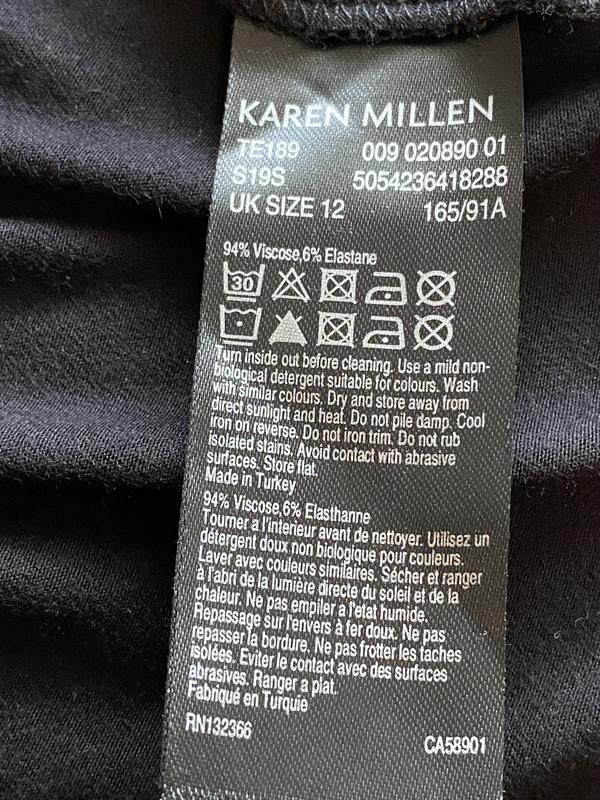 KAREN MILLEN
TE189 009 020890 01
S19S 5054236418288
UK SIZE 12 165/91A
94% Viscose,6% Elastane
30
Turn inside out before cleaning. Use a mild non-
biological detergent suitable for colours. Wash
with similar colours. Dry and store away from
direct sunlight and heat. Do not pile damp. Cool
iron on reverse. Do not iron trim. Do not rub
isolated stains. Avoid contact with abrasive
surfaces. Store flat.
Made in Turkey
94% Viscose,6% Elasthanne
Tourner a l'interieur avant de nettoyer. Utilisez un
détergent doux non biologique pour couleurs.
Laver avec couleurs similaires. Sécher et ranger
à l'abri de la lumière directe du soleil et de la
chaleur. Ne pas empiler a l'etat humide.
Repassage sur l'envers à fer doux. Ne pas
repasser la bordure. Ne pas frotter les taches
isolées. Eviter le contact avec des surfaces
abrasives. Ranger a plat.
Fabriqué en Turquie
RN132366
CA58901